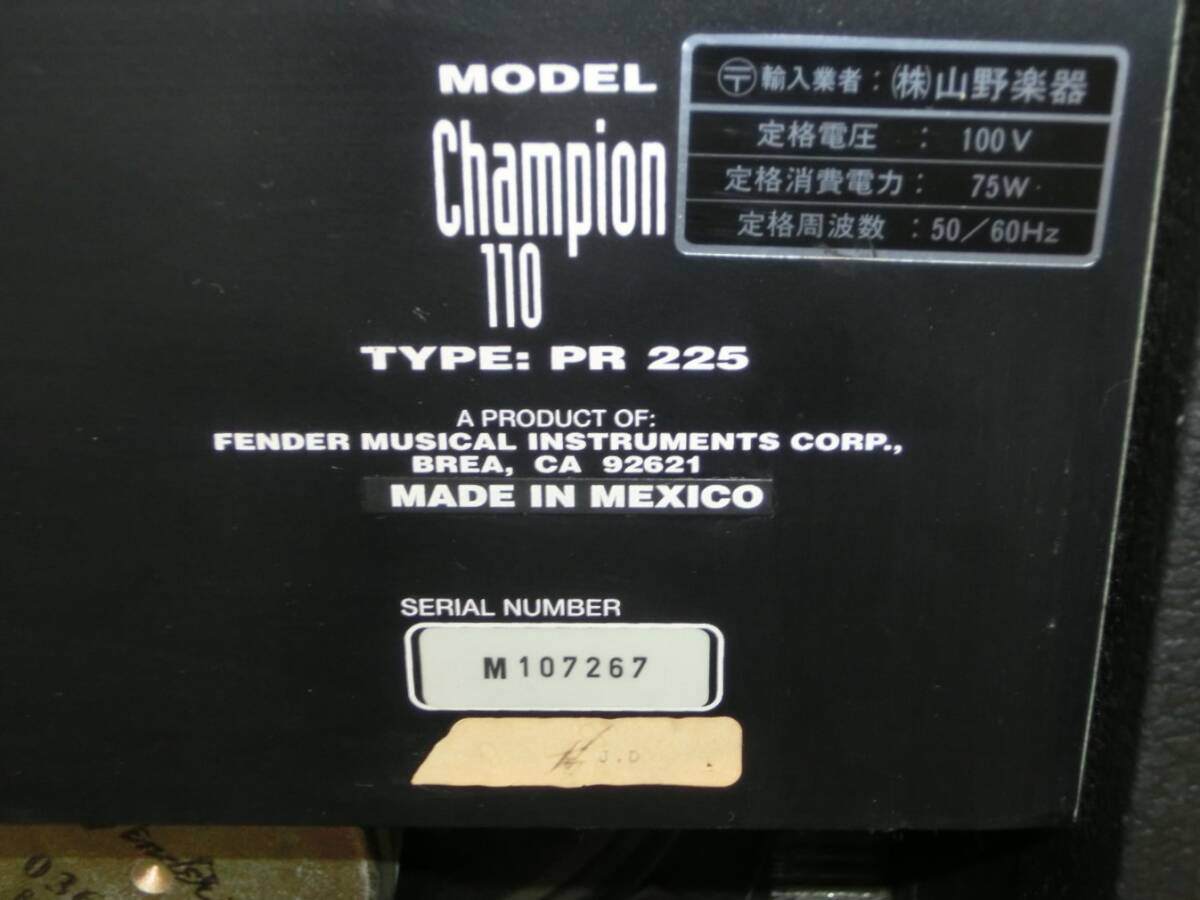 MODEL
Champion
110
TYPE: PR 225
A PRODUCT OF:
FENDER MUSICAL INSTRUMENTS CORP.,
BREA, CA 92621
MADE IN MEXICO
SERIAL NUMBER
M 107267
J.D
〶輸入業者：㈱山野楽器
定格電圧 ： 100V
定格消費電力： 75W
定格周波数 ：50／60Hz
036